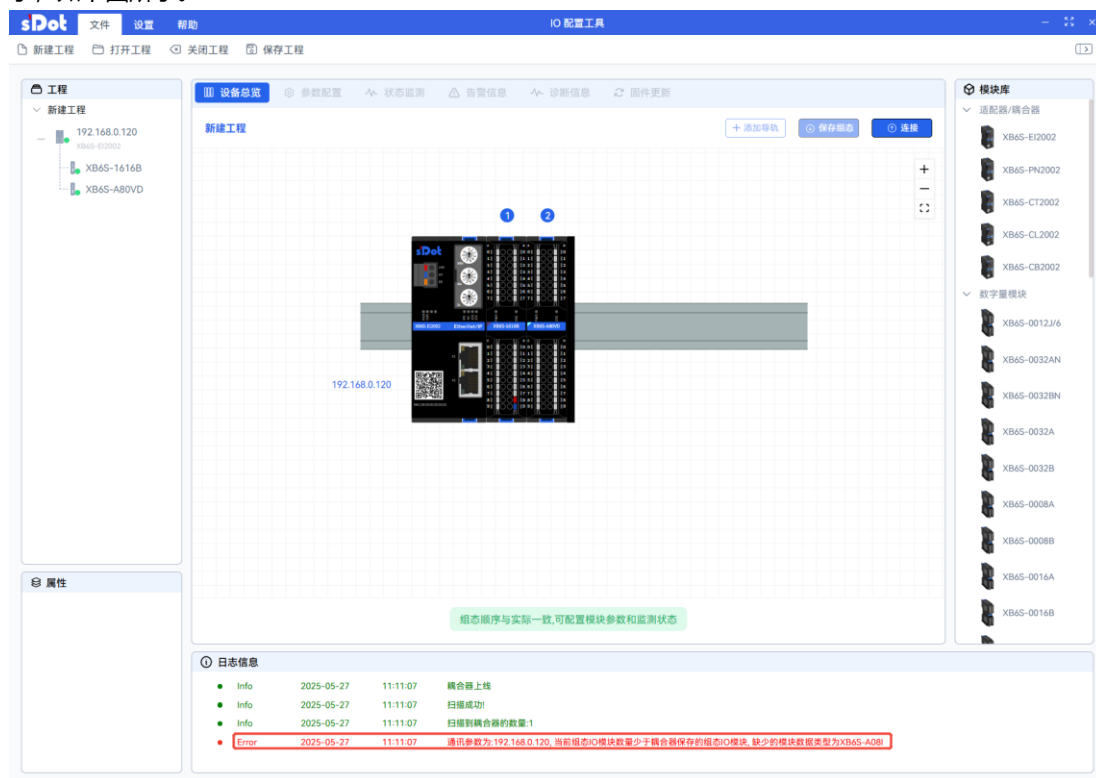 sDot 文件 设置 帮助 IO 配置工具
新建工程 打开工程 关闭工程 保存工程
工程
新建工程
192.168.0.120
XB6S-EI2002
XB6S-1616B
XB6S-A80VD
属性
设备总览 参数配置 状态监测 告警信息 诊断信息 固件更新
新建工程 + 添加导轨 保存组态 连接
1 2
sDot
XB6S-EI2002 EtherNet/IP XB6S-1616B XB6S-A80VD
192.168.0.120
组态顺序与实际一致,可配置模块参数和监测状态
日志信息
Info 2025-05-27 11:11:07 耦合器上线
Info 2025-05-27 11:11:07 扫描成功!
Info 2025-05-27 11:11:07 扫描到耦合器的数量:1
Error 2025-05-27 11:11:07 通讯参数为:192.168.0.120, 当前组态IO模块数量少于耦合器保存的组态IO模块, 缺少的模块数据类型为XB6S-A08I
模块库
适配器/耦合器
XB6S-EI2002
XB6S-PN2002
XB6S-CT2002
XB6S-CL2002
XB6S-CB2002
数字量模块
XB6S-0012J/6
XB6S-0032AN
XB6S-0032BN
XB6S-0032A
XB6S-0032B
XB6S-0008A
XB6S-0008B
XB6S-0016A
XB6S-0016B